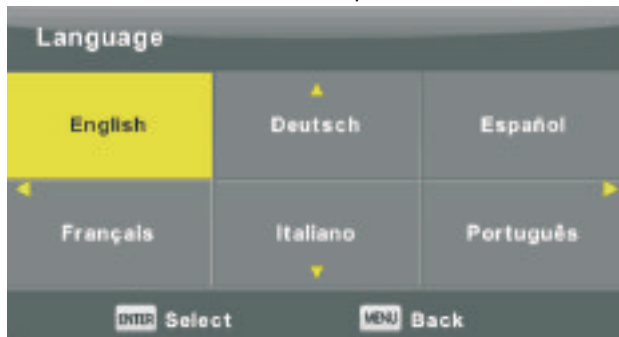 Language
English Deutsch Español
Français Italiano Português
ENTER Select MENU Back